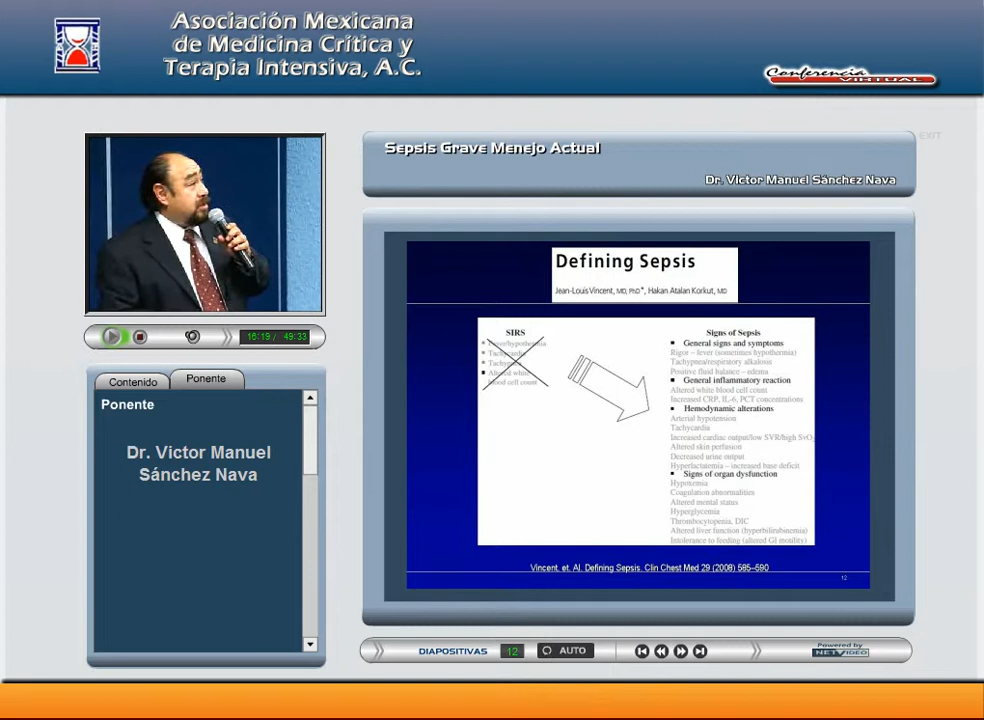 Asociación Mexicana
de Medicina Crítica y
Terapia Intensiva, A.C.
Conferencia
VIRTUAL
EXIT
Sepsis Grave Menejo Actual
Dr. Victor Manuel Sánchez Nava
16:19 / 49:33
Contenido
Ponente
Ponente
Dr. Victor Manuel
Sánchez Nava
Defining Sepsis
Jean-Louis Vincent, MD, PhD*, Hakan Atalan Korkut, MD
SIRS
Fever/hypothermia
Tachycardia
Tachypnea
Altered white
blood cell count
Signs of Sepsis
General signs and symptoms
Rigor – fever (sometimes hypothermia)
Tachypnea/respiratory alkalosis
Positive fluid balance – edema
General inflammatory reaction
Altered white blood cell count
Increased CRP, IL-6, PCT concentrations
Hemodynamic alterations
Arterial hypotension
Tachycardia
Increased cardiac output/low SVR/high SvO2
Altered skin perfusion
Decreased urine output
Hyperlactatemia – increased base deficit
Signs of organ dysfunction
Hypoxemia
Coagulation abnormalities
Altered mental status
Hyperglycemia
Thrombocytopenia, DIC
Altered liver function (hyperbilirubinemia)
Intolerance to feeding (altered GI motility)
Vincent, et. Al. Defining Sepsis. Clin Chest Med 29 (2008) 585–590
12
DIAPOSITIVAS 12 AUTO
Powered by
NETVIDEO